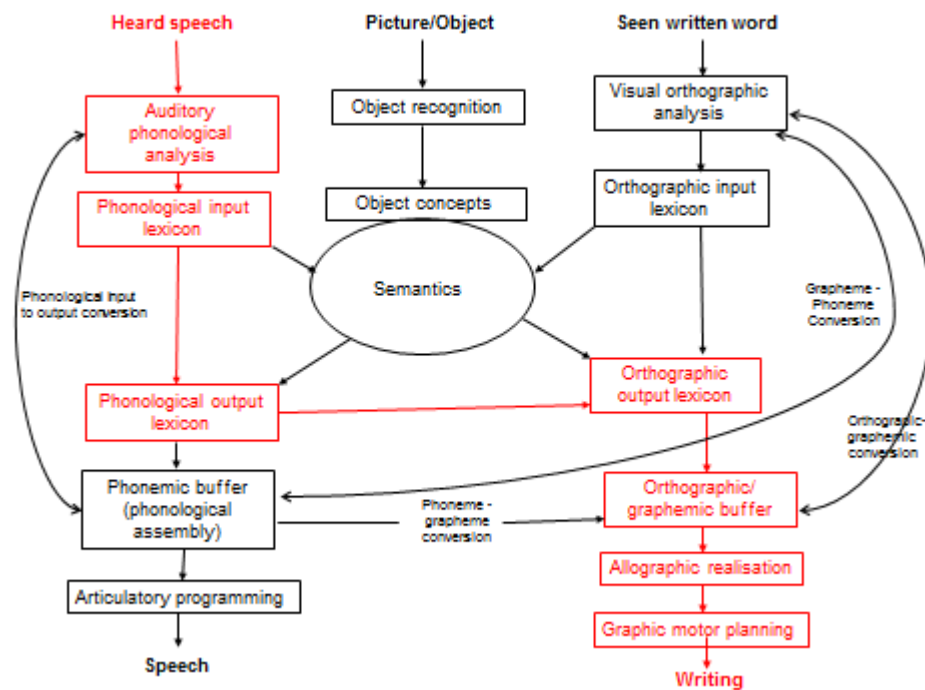 Heard speech
Picture/Object
Seen written word
Auditory
phonological
analysis
Object recognition
Visual orthographic
analysis
Phonological input
lexicon
Object concepts
Orthographic input
lexicon
Semantics
Phonological input
to output conversion
Grapheme -
Phoneme
Conversion
Phonological output
lexicon
Orthographic
output lexicon
Orthograpic-
graphemic
conversion
Phonemic buffer
(phonological
assembly)
Phoneme -
grapheme
conversion
Orthographic/
graphemic buffer
Articulatory programming
Allographic realisation
Graphic motor planning
Speech
Writing